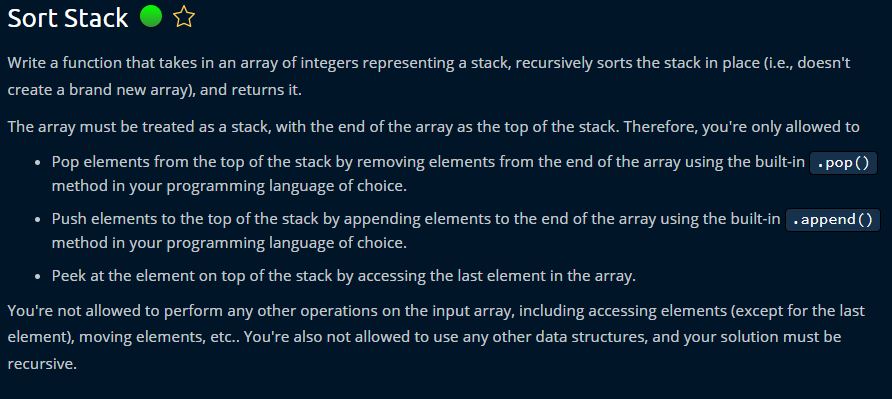 Sort Stack
Write a function that takes in an array of integers representing a stack, recursively sorts the stack in place (i.e., doesn't
create a brand new array), and returns it.
The array must be treated as a stack, with the end of the array as the top of the stack. Therefore, you're only allowed to
• Pop elements from the top of the stack by removing elements from the end of the array using the built-in .pop()
method in your programming language of choice.
• Push elements to the top of the stack by appending elements to the end of the array using the built-in .append()
method in your programming language of choice.
• Peek at the element on top of the stack by accessing the last element in the array.
You're not allowed to perform any other operations on the input array, including accessing elements (except for the last
element), moving elements, etc.. You're also not allowed to use any other data structures, and your solution must be
recursive.